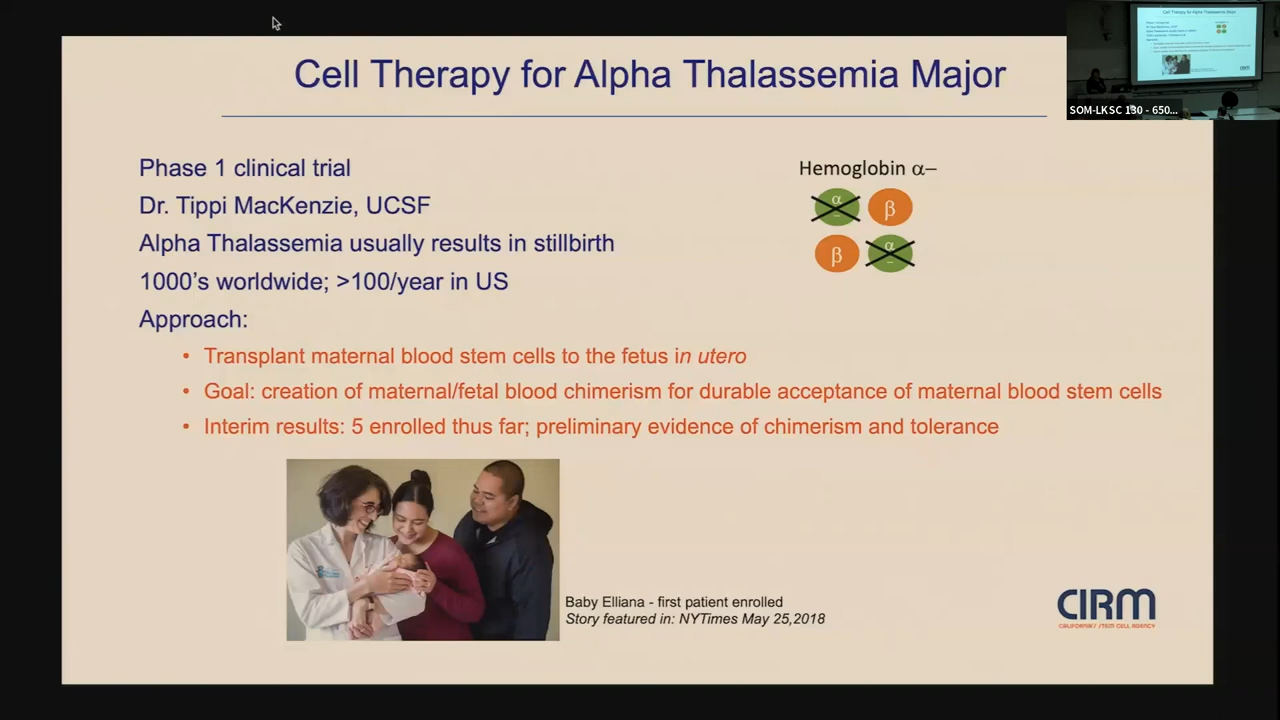 Cell Therapy for Alpha Thalassemia Major
SOM-LKSC 130 - 650...
Phase 1 clinical trial
Dr. Tippi MacKenzie, UCSF
Alpha Thalassemia usually results in stillbirth
1000's worldwide; >100/year in US
Approach:
• Transplant maternal blood stem cells to the fetus in utero
• Goal: creation of maternal/fetal blood chimerism for durable acceptance of maternal blood stem cells
• Interim results: 5 enrolled thus far; preliminary evidence of chimerism and tolerance
Hemoglobin α–
α – β
β α –
Baby Elliana - first patient enrolled
Story featured in: NYTimes May 25,2018
CIRM
CALIFORNIA'S STEM CELL AGENCY